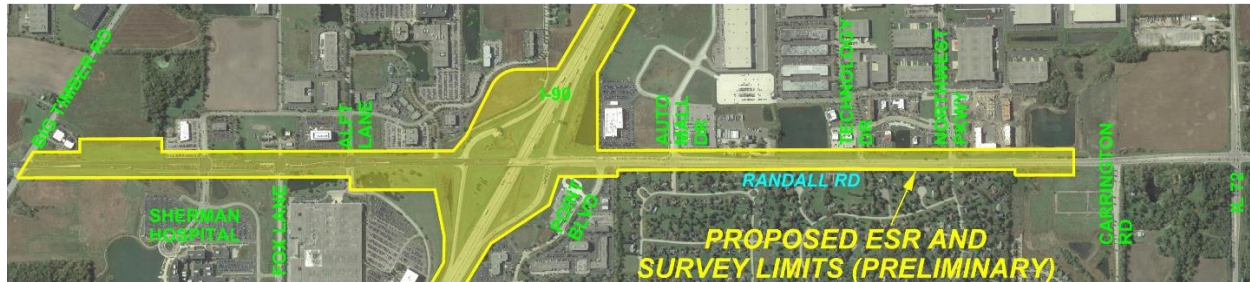 BIG TIMBER RD
ALFT
LANE
I-90
AUTO
MALL
DR
TECHNOLOGY
DR
NORTHWEST
PKWY
SHERMAN
HOSPITAL
FOX LANE
POINT
BLVD
RANDALL RD
CARRINGTON
RD
IL 72
PROPOSED ESR AND
SURVEY LIMITS (PRELIMINARY)